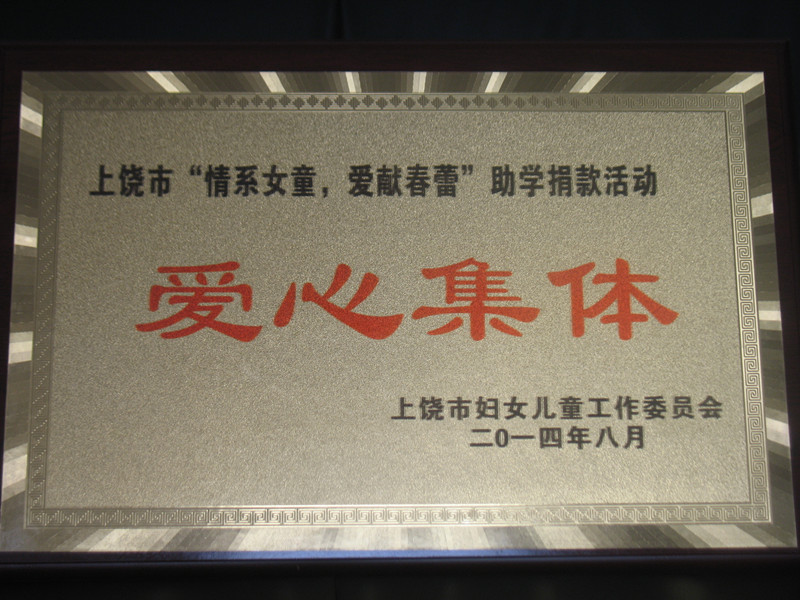 上饶市“情系女童，爱献春蕾”助学捐款活动
爱心集体
上饶市妇女儿童工作委员会
二0一四年八月